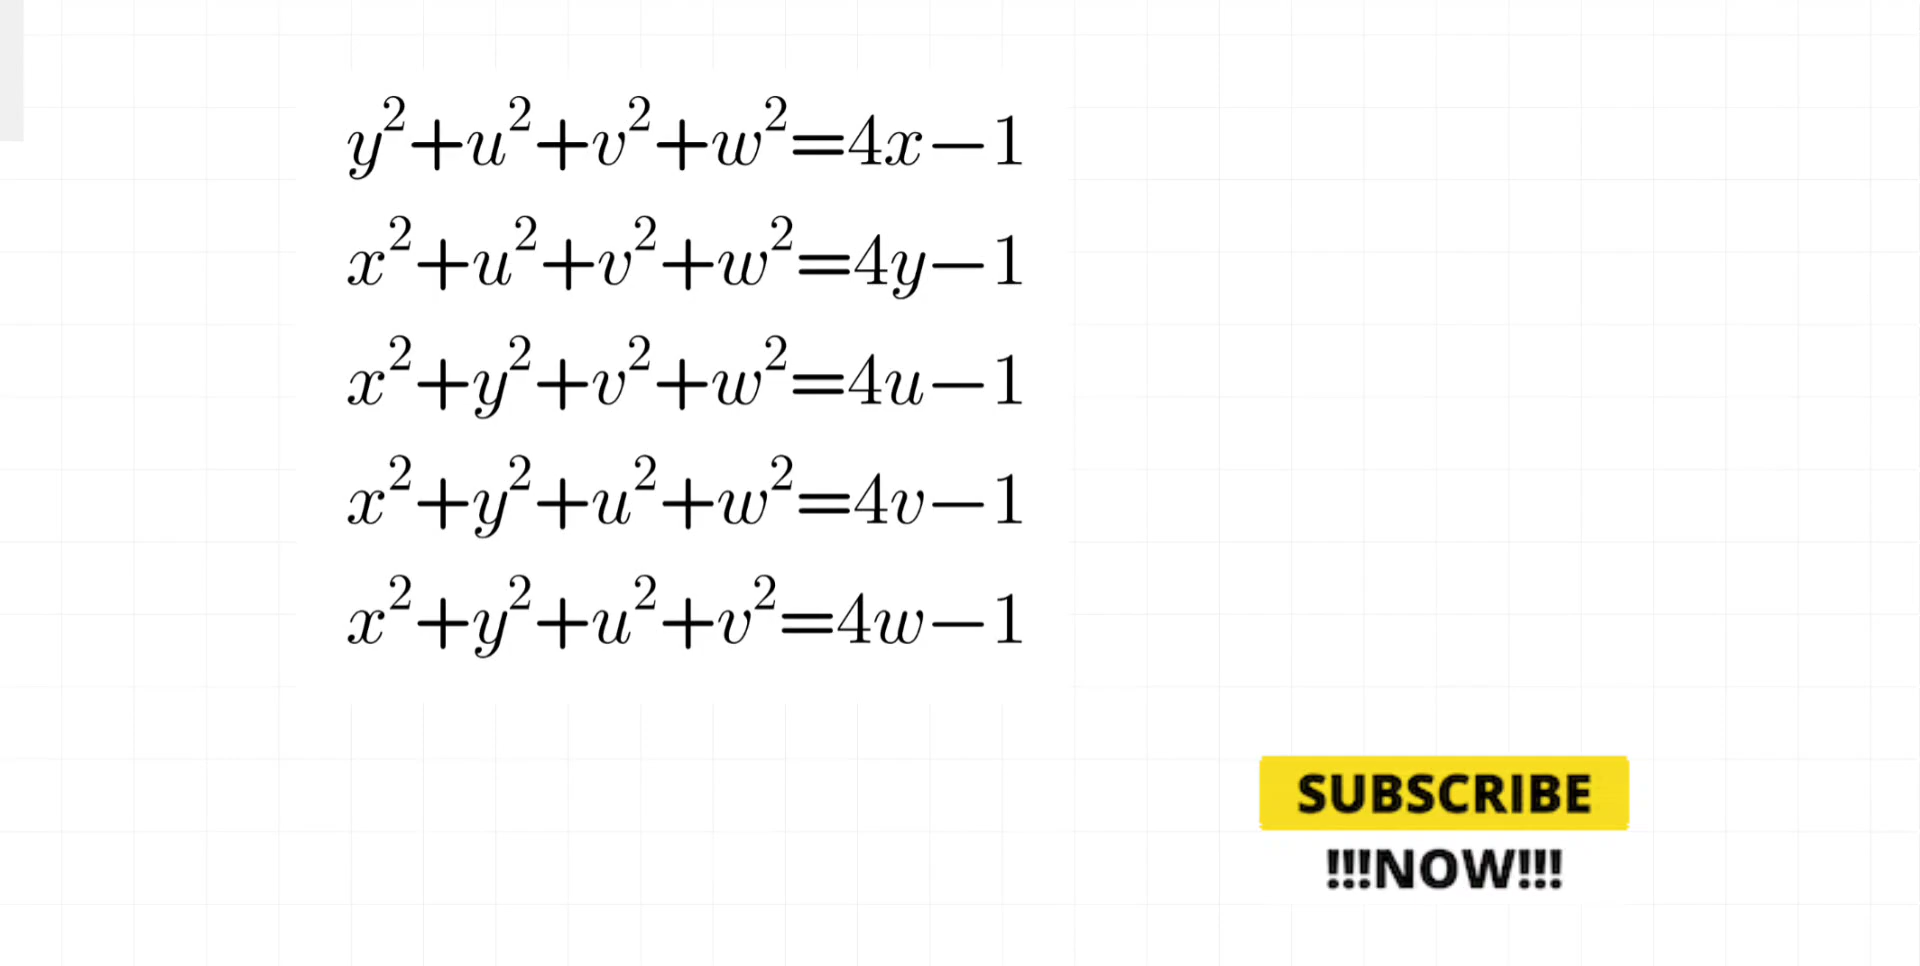 y²+u²+v²+w²=4x−1
x²+u²+v²+w²=4y−1
x²+y²+v²+w²=4u−1
x²+y²+u²+w²=4v−1
x²+y²+u²+v²=4w−1
SUBSCRIBE
!!!NOW!!!